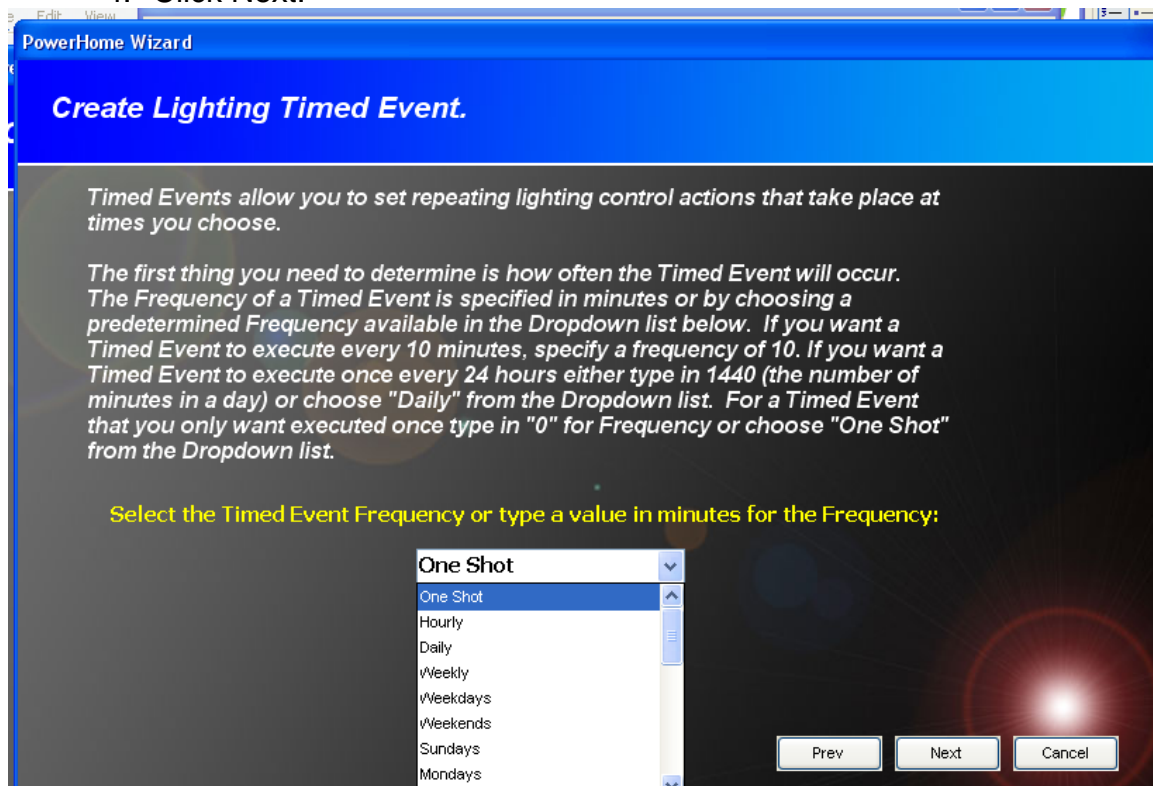 Click Next.
Edit View
PowerHome Wizard
Create Lighting Timed Event.
Timed Events allow you to set repeating lighting control actions that take place at
times you choose.
The first thing you need to determine is how often the Timed Event will occur.
The Frequency of a Timed Event is specified in minutes or by choosing a
predetermined Frequency available in the Dropdown list below. If you want a
Timed Event to execute every 10 minutes, specify a frequency of 10. If you want a
Timed Event to execute once every 24 hours either type in 1440 (the number of
minutes in a day) or choose "Daily" from the Dropdown list. For a Timed Event
that you only want executed once type in "0" for Frequency or choose "One Shot"
from the Dropdown list.
Select the Timed Event Frequency or type a value in minutes for the Frequency:
One Shot
One Shot
Hourly
Daily
Weekly
Weekdays
Weekends
Sundays
Mondays
Prev Next Cancel